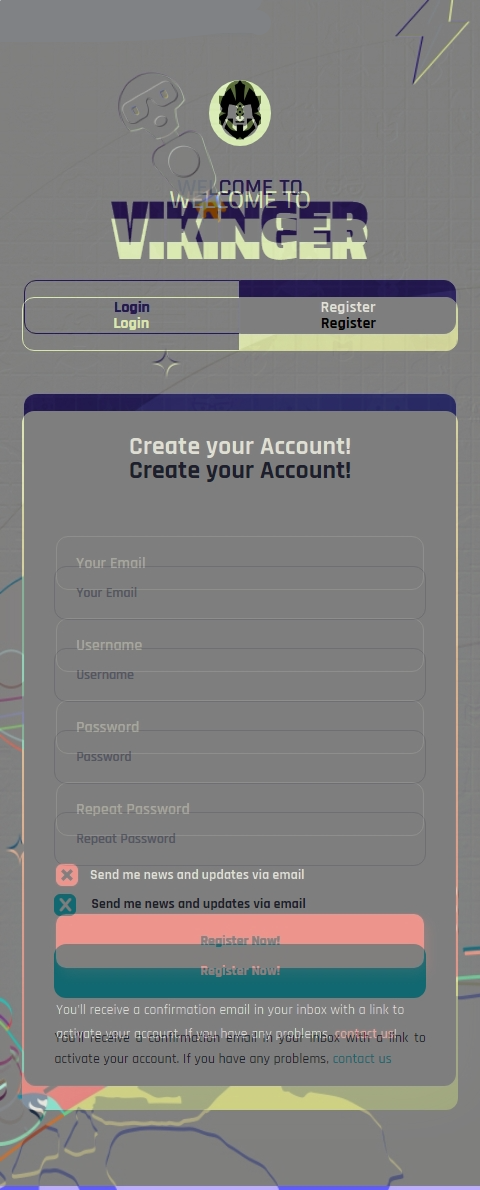 WELCOME TO
WELCOME TO
VIKINGER
VIKINGER
Login Register
Login Register
Create your Account!
Create your Account!
Your Email
Your Email
Username
Username
Password
Password
Repeat Password
Repeat Password
Send me news and updates via email
Send me news and updates via email
Register Now!
Register Now!
You'll receive a confirmation email in your inbox with a link to
activate your account. If you have any problems, contact us!
You'll receive a confirmation email in your inbox with a link to
activate your account. If you have any problems, contact us